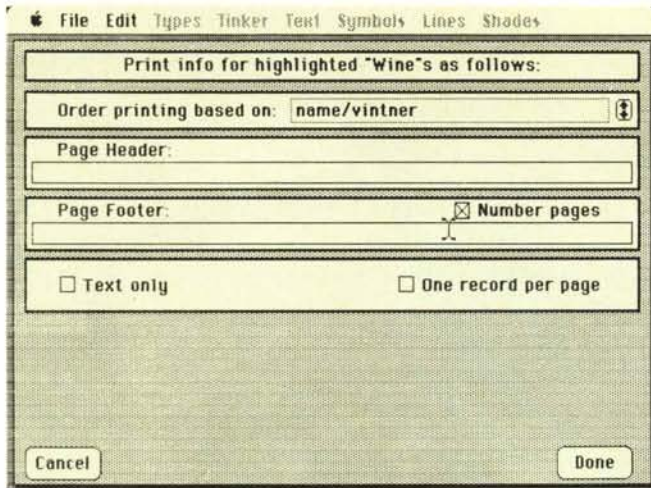 File Edit Types Tinker Text Symbols Lines Shades
Print info for highlighted "Wine"s as follows:
Order printing based on: name/vintner
Page Header:
Page Footer: Number pages
Text only One record per page
Cancel Done